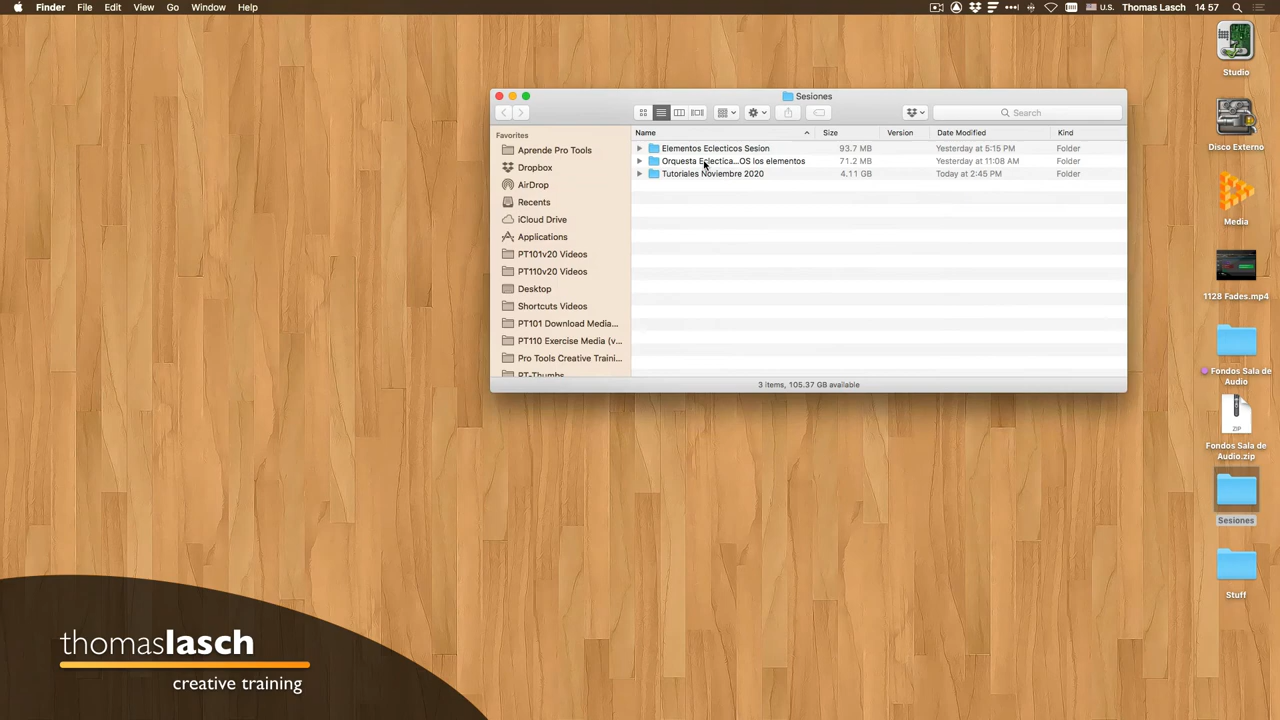 Finder File Edit View Go Window Help U.S. Thomas Lasch 14 57
Sesiones
Search
Favorites
Aprende Pro Tools
Dropbox
AirDrop
Recents
iCloud Drive
Applications
PT101v20 Videos
PT110v20 Videos
Desktop
Shortcuts Videos
PT101 Download Media...
PT110 Exercise Media (v...
Pro Tools Creative Traini...
PT-Thumbs
Name Size Version Date Modified Kind
Elementos Eclecticos Sesion 93.7 MB Yesterday at 5:15 PM Folder
Orquesta Eclectica...OS los elementos 71.2 MB Yesterday at 11:08 AM Folder
Tutoriales Noviembre 2020 4.11 GB Today at 2:45 PM Folder
3 items, 105.37 GB available
Studio
Disco Externo
Media
1128 Fades.mp4
Fondos Sala de
Audio
ZIP
Fondos Sala de
Audio.zip
Sesiones
Stuff
thomaslasch
creative training